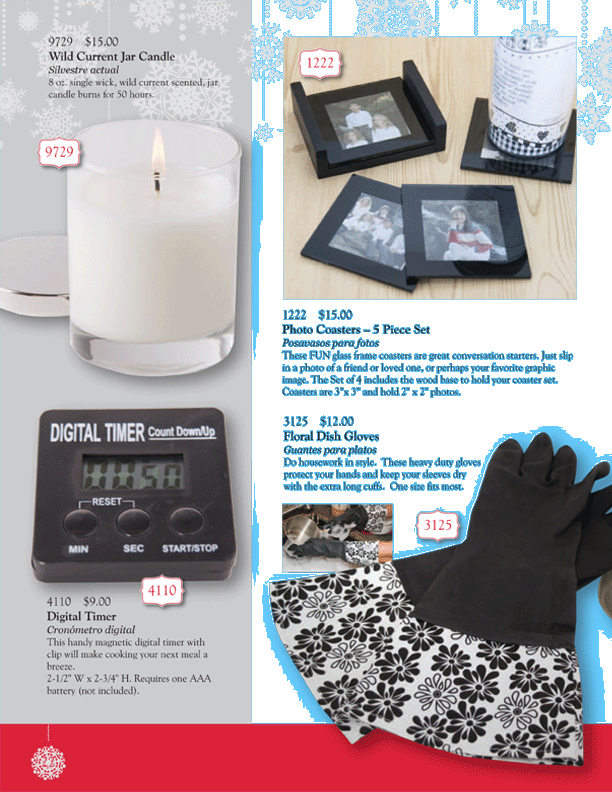 9729 $15.00
Wild Current Jar Candle
Silvestre actual
8 oz. single wick, wild current scented, jar
candle burns for 50 hours.
9729
1222
1222 $15.00
Photo Coasters – 5 Piece Set
Posavasos para fotos
These FUN glass frame coasters are great conversation starters. Just slip
in a photo of a friend or loved one, or perhaps your favorite graphic
image. The Set of 4 includes the wood base to hold your coaster set.
Coasters are 3"x 3" and hold 2" x 2" photos.
3125 $12.00
Floral Dish Gloves
Guantes para platos
Do housework in style. These heavy duty gloves
protect your hands and keep your sleeves dry
with the extra long cuffs. One size fits most.
3125
DIGITAL TIMER Count Down/Up
RESET
MIN SEC START/STOP
4110
4110 $9.00
Digital Timer
Cronómetro digital
This handy magnetic digital timer with
clip will make cooking your next meal a
breeze.
2-1/2" W x 2-3/4" H. Requires one AAA
battery (not included).